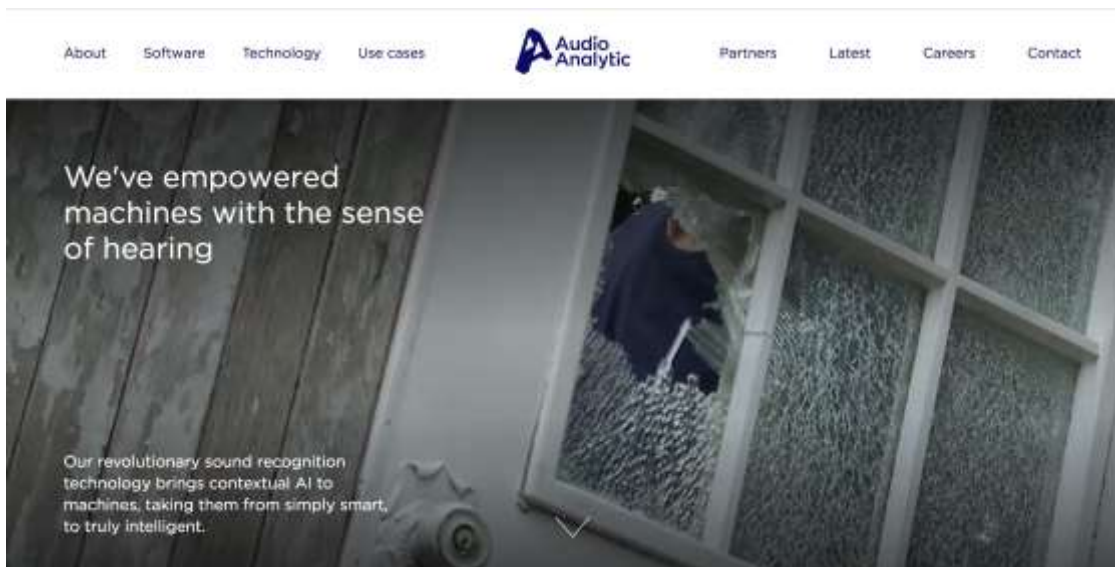 About Software Technology Use cases Audio Analytic Partners Latest Careers Contact
We've empowered
machines with the sense
of hearing
Our revolutionary sound recognition
technology brings contextual AI to
machines, taking them from simply smart,
to truly intelligent.